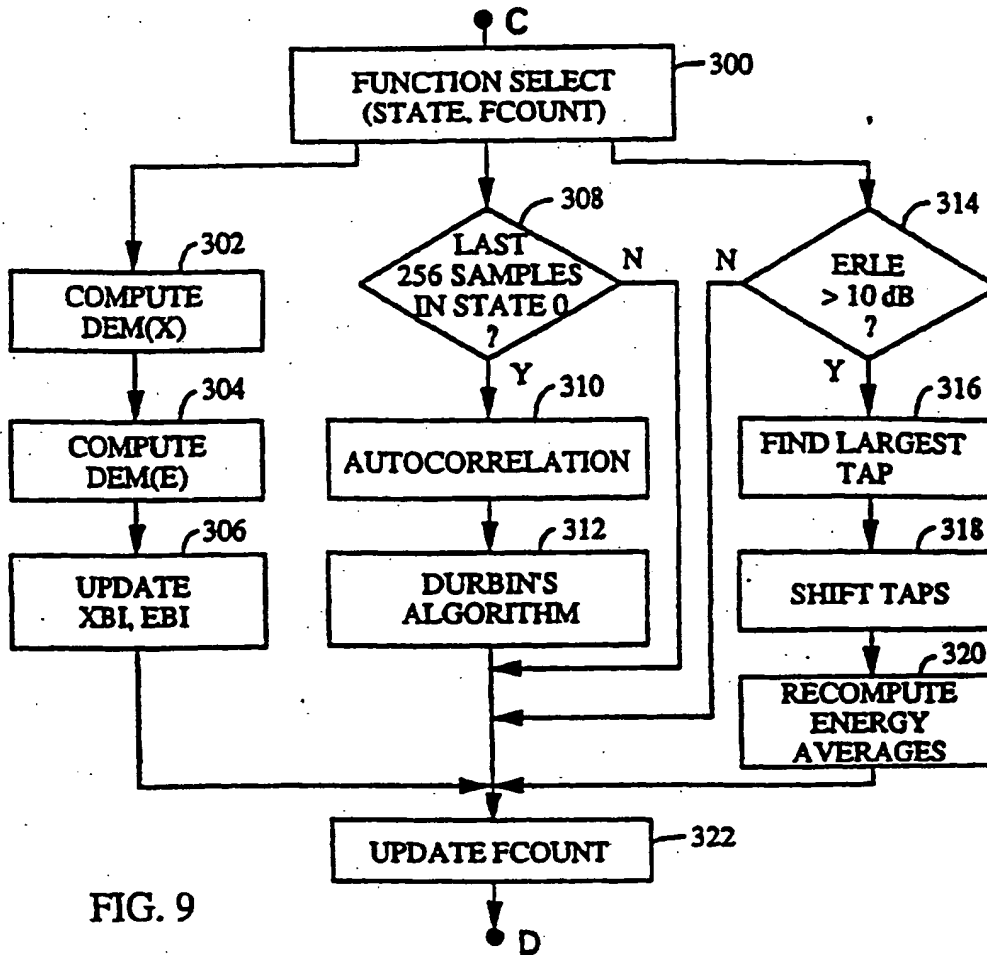 C
300
FUNCTION SELECT
(STATE, FCOUNT)
302
COMPUTE
DEM(X)
304
COMPUTE
DEM(E)
306
UPDATE
XBI, EBI
308
LAST
256 SAMPLES
IN STATE 0
?
N
Y
310
AUTOCORRELATION
312
DURBIN'S
ALGORITHM
314
ERLE
> 10 dB
?
N
Y
316
FIND LARGEST
TAP
318
SHIFT TAPS
320
RECOMPUTE
ENERGY
AVERAGES
322
UPDATE FCOUNT
D
FIG. 9